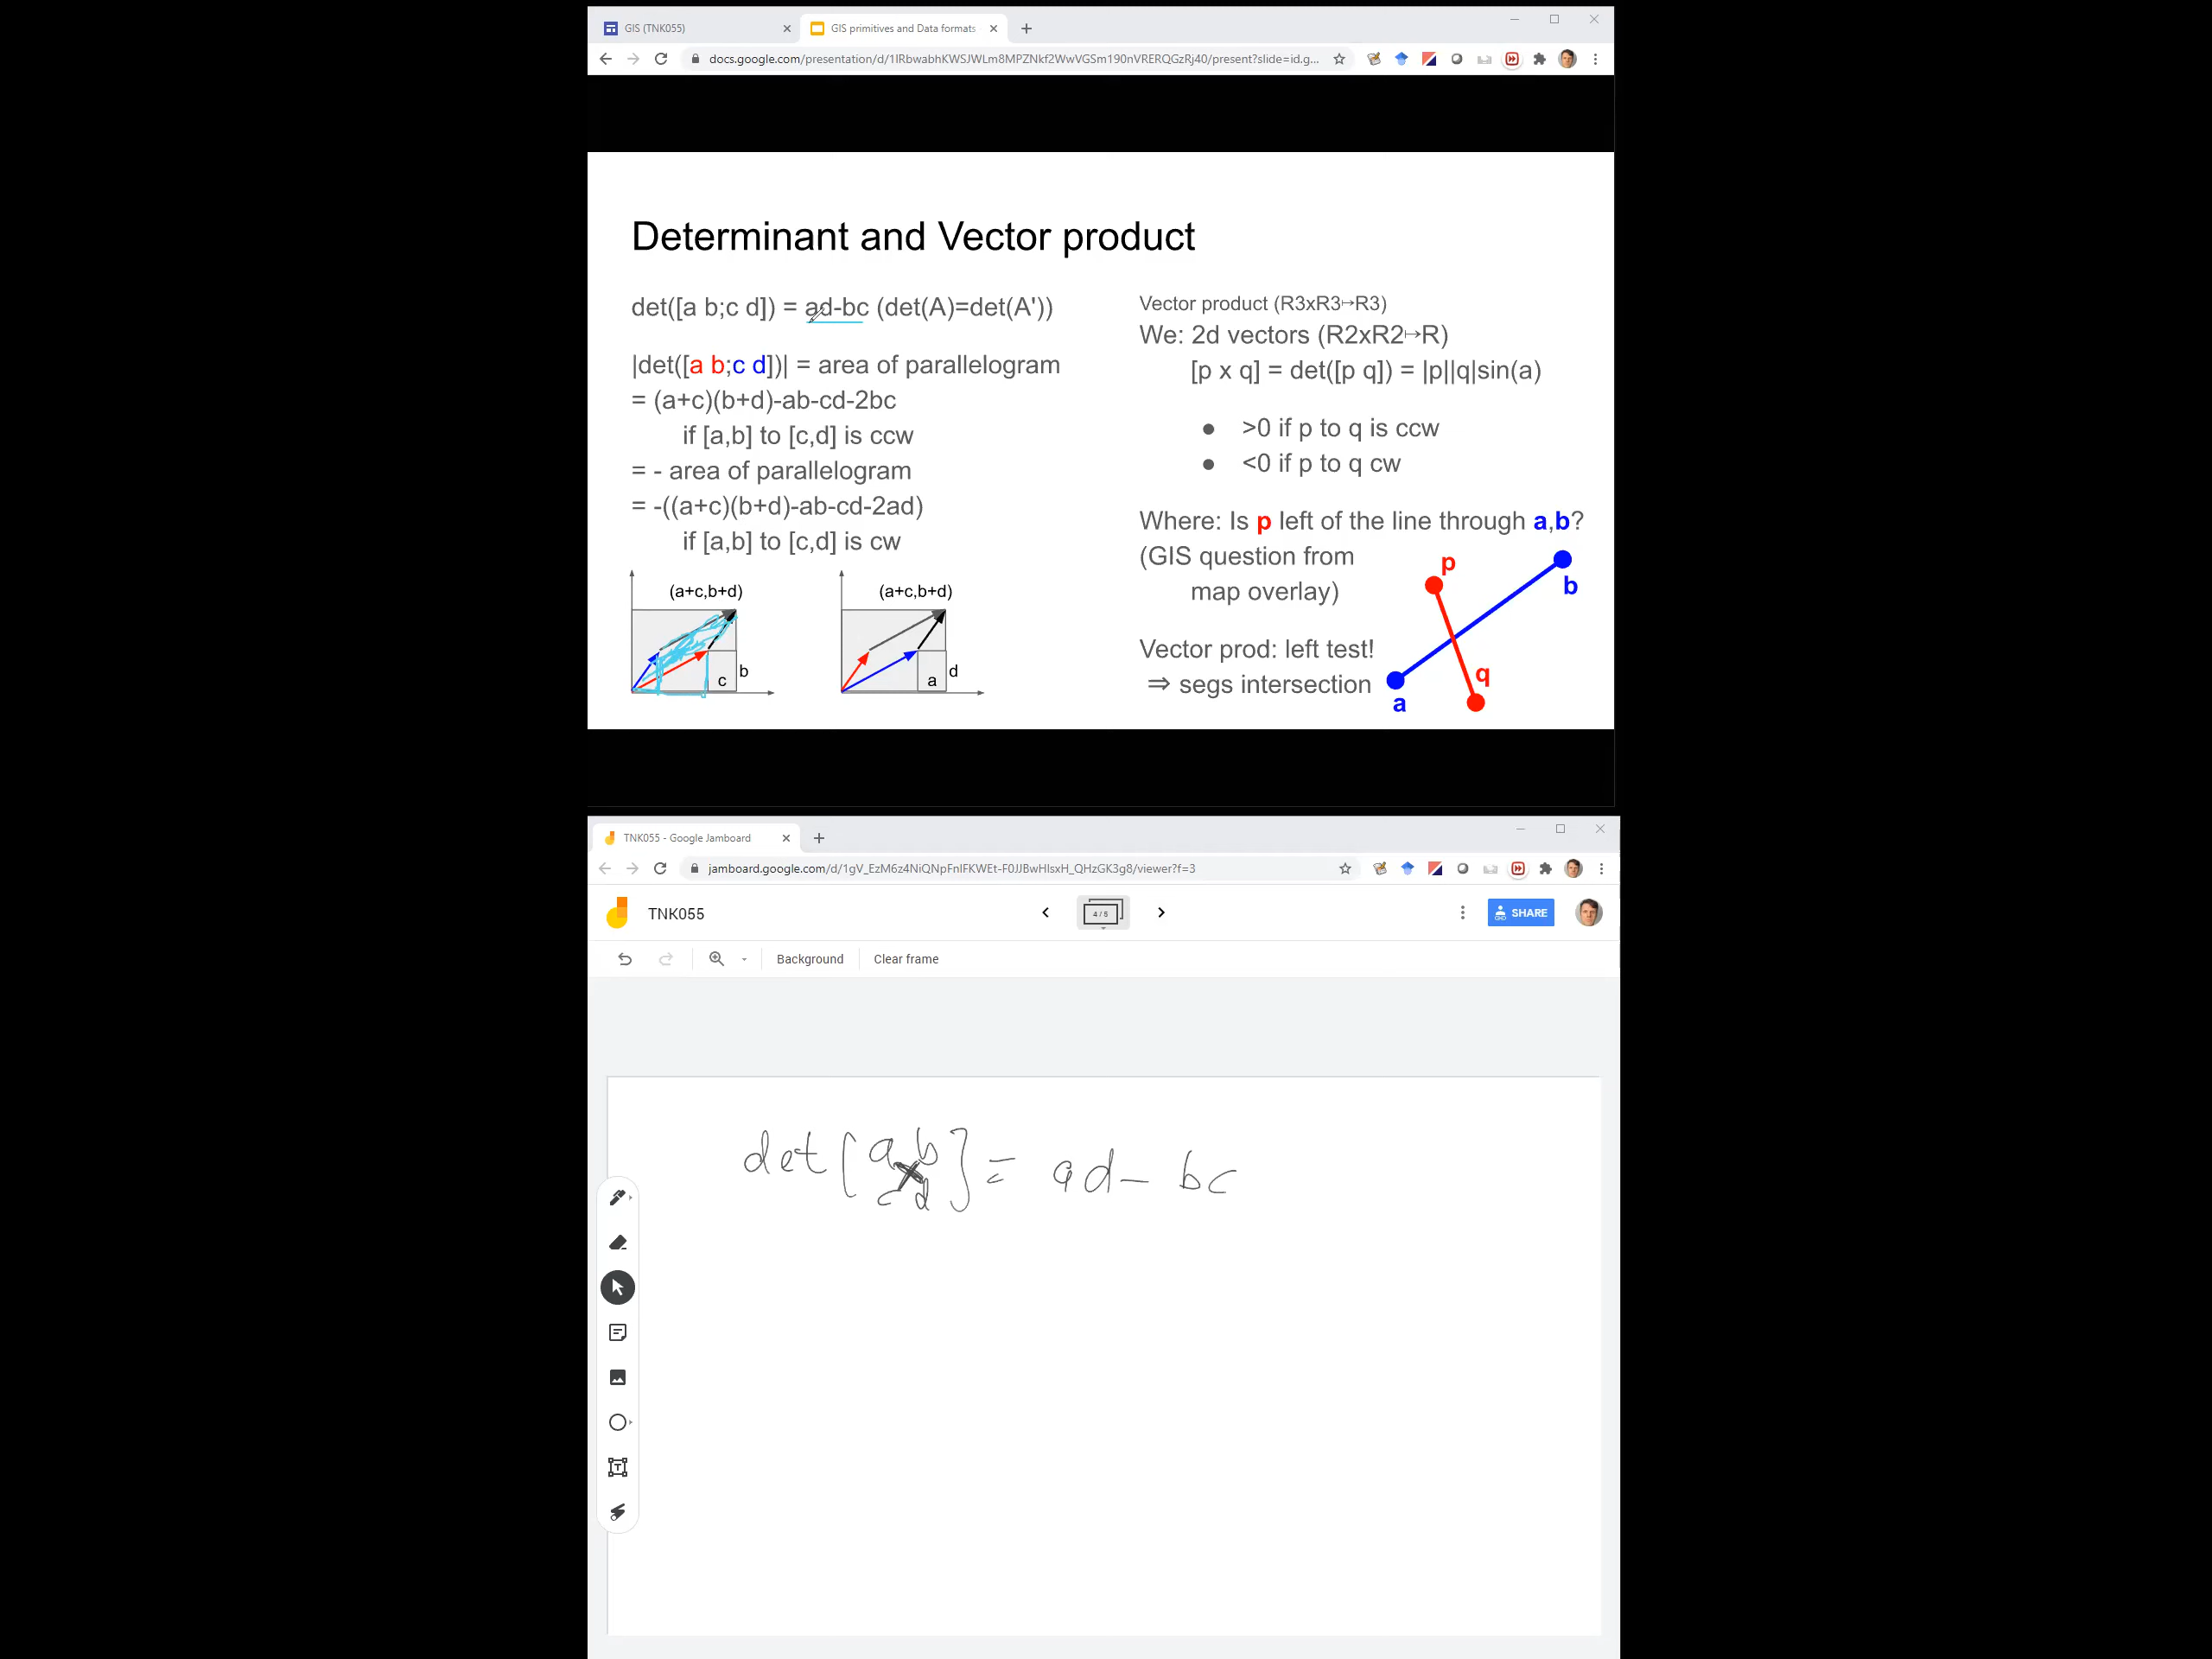 GIS (TNK055)
GIS primitives and Data formats
docs.google.com/presentation/d/1lRbwabhKWSJWLm8MPZNkf2WwVGSm190nVRERQGzRj40/present?slide=id.g...
Determinant and Vector product
det([a b;c d]) = ad-bc (det(A)=det(A'))
|det([a b;c d])| = area of parallelogram
= (a+c)(b+d)-ab-cd-2bc
if [a,b] to [c,d] is ccw
= - area of parallelogram
= -((a+c)(b+d)-ab-cd-2ad)
if [a,b] to [c,d] is cw
(a+c,b+d)
b
c
(a+c,b+d)
d
a
Vector product (R3xR3↦R3)
We: 2d vectors (R2xR2↦R)
[p x q] = det([p q]) = |p||q|sin(a)
● >0 if p to q is ccw
● <0 if p to q cw
Where: Is p left of the line through a,b?
(GIS question from
map overlay)
Vector prod: left test!
⇒ segs intersection
p
b
q
a
TNK055 - Google Jamboard
jamboard.google.com/d/1gV_EzM6z4NiQNpFnIFKWEt-F0JJBwHlsxH_QHzGK3g8/viewer?f=3
TNK055
4 / 5
SHARE
Background
Clear frame
det [ a b ] = ad - bc
c d